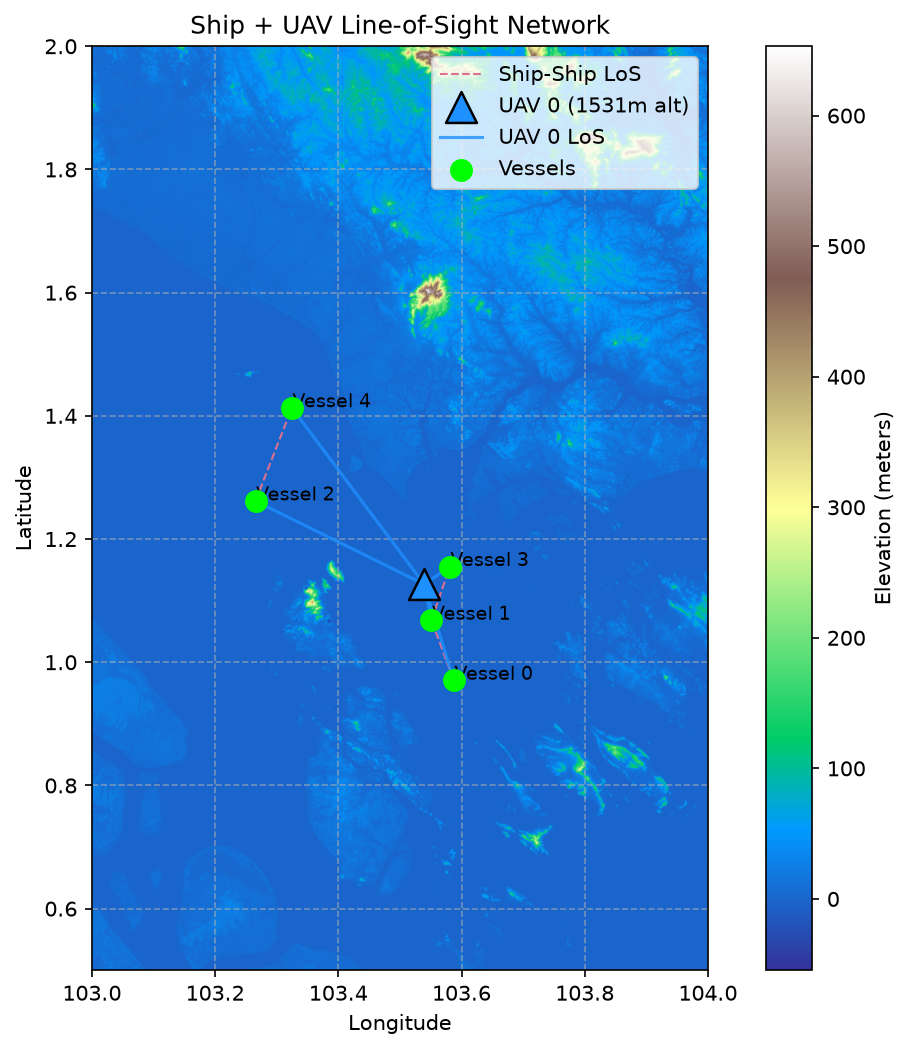 Ship + UAV Line-of-Sight Network
Ship-Ship LoS
UAV 0 (1531m alt)
UAV 0 LoS
Vessels
Vessel 4
Vessel 2
Vessel 3
Vessel 1
Vessel 0
2.0
1.8
1.6
1.4
1.2
1.0
0.8
0.6
Latitude
103.0
103.2
103.4
103.6
103.8
104.0
Longitude
600
500
400
300
200
100
0
Elevation (meters)